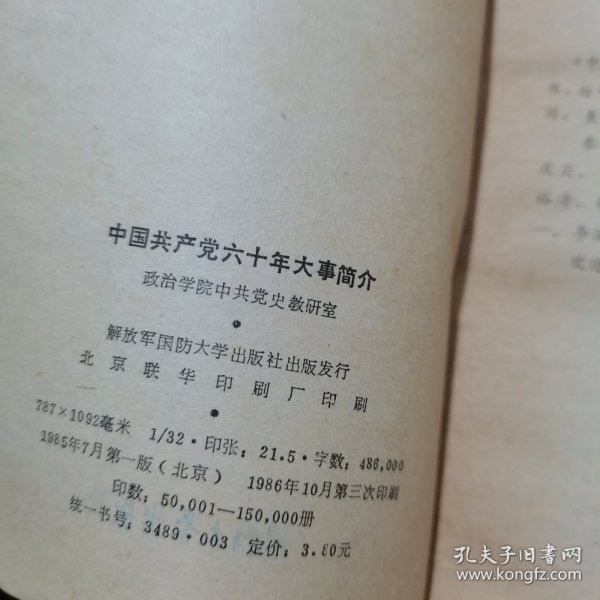 中国共产党六十年大事简介
政治学院中共党史教研室
*
解放军国防大学出版社出版发行
北京联华印刷厂印刷
*
787×1092毫米 1/32·印张:21.5·字数:486,000
1985年7月第一版(北京) 1986年10月第三次印刷
印数:50,001—150,000册
统一书号:3489·003 定价:3.80元
孔夫子旧书网
www.kongfz.com